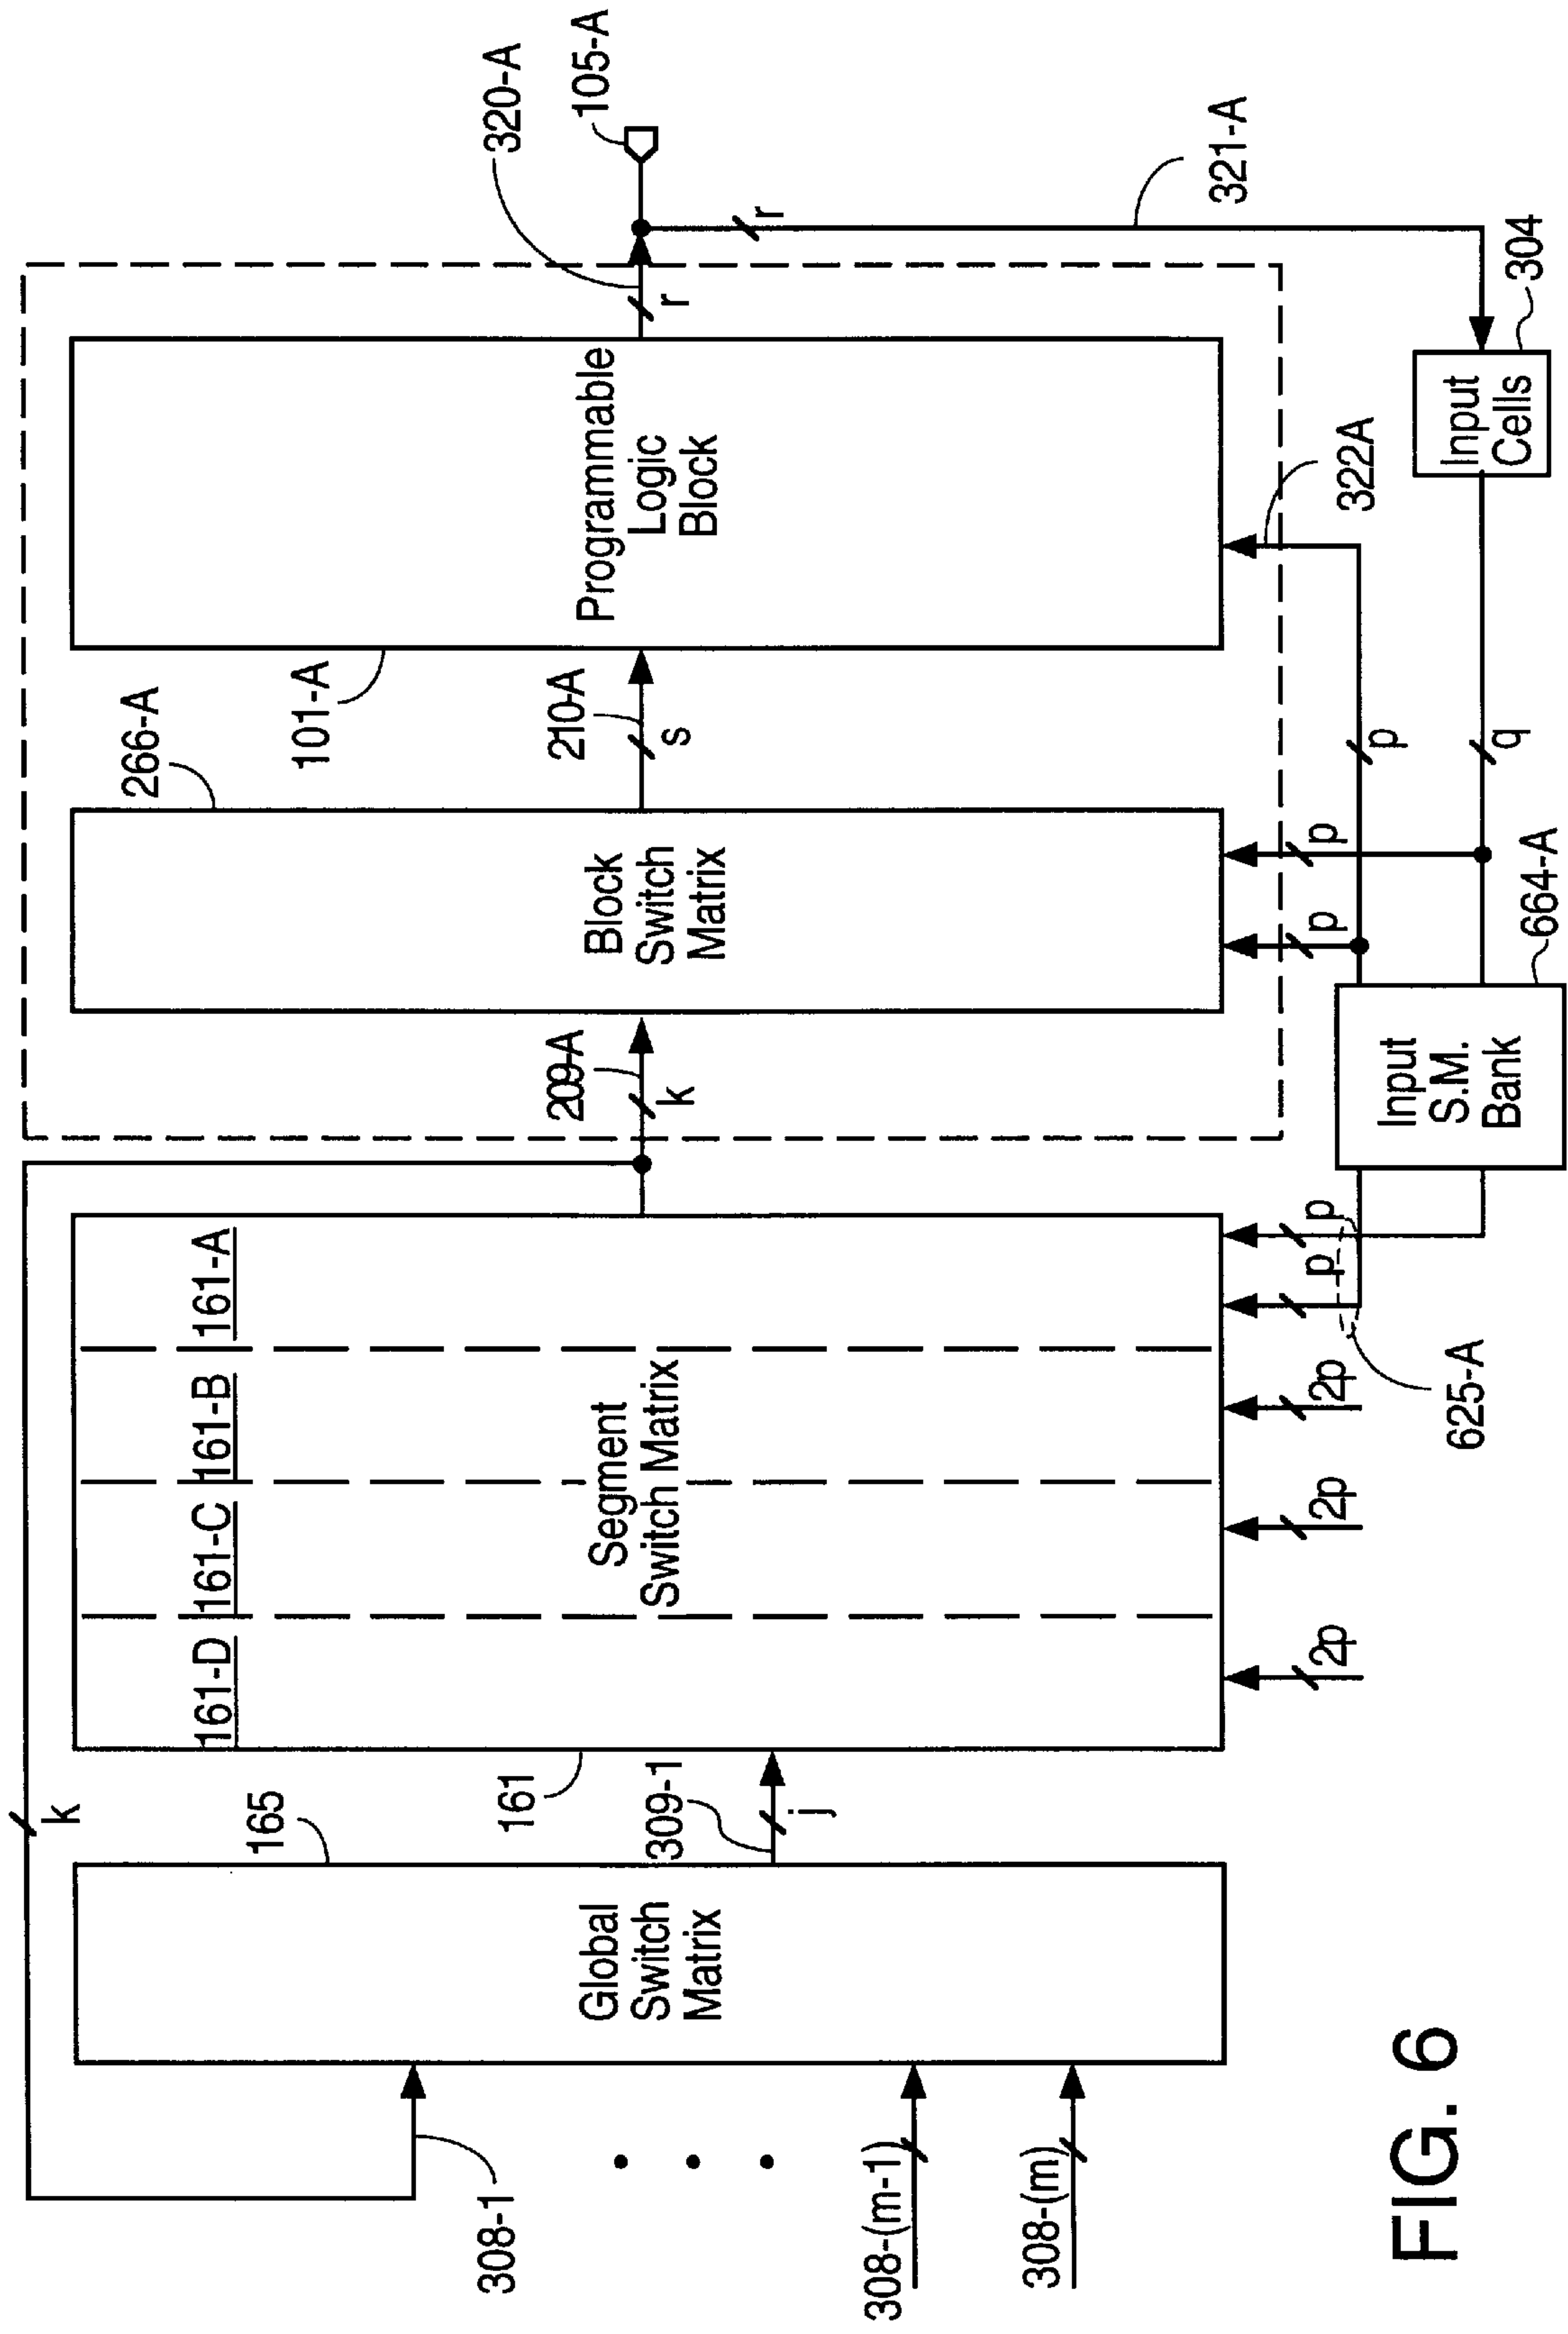 320-A
105-A
r
r
321-A
304
Input
Cells
Programmable
Logic
Block
322A
101-A
210-A
s
266-A
p
q
p
p
664-A
Block
Switch
Matrix
209-A
k
Input
S.M.
Bank
p
p
625-A
2p
2p
2p
161-A
161-B
161-C
161-D
Segment
Switch Matrix
161
309-1
j
k
165
Global
Switch
Matrix
308-1
308-(m-1)
308-(m)
FIG. 6